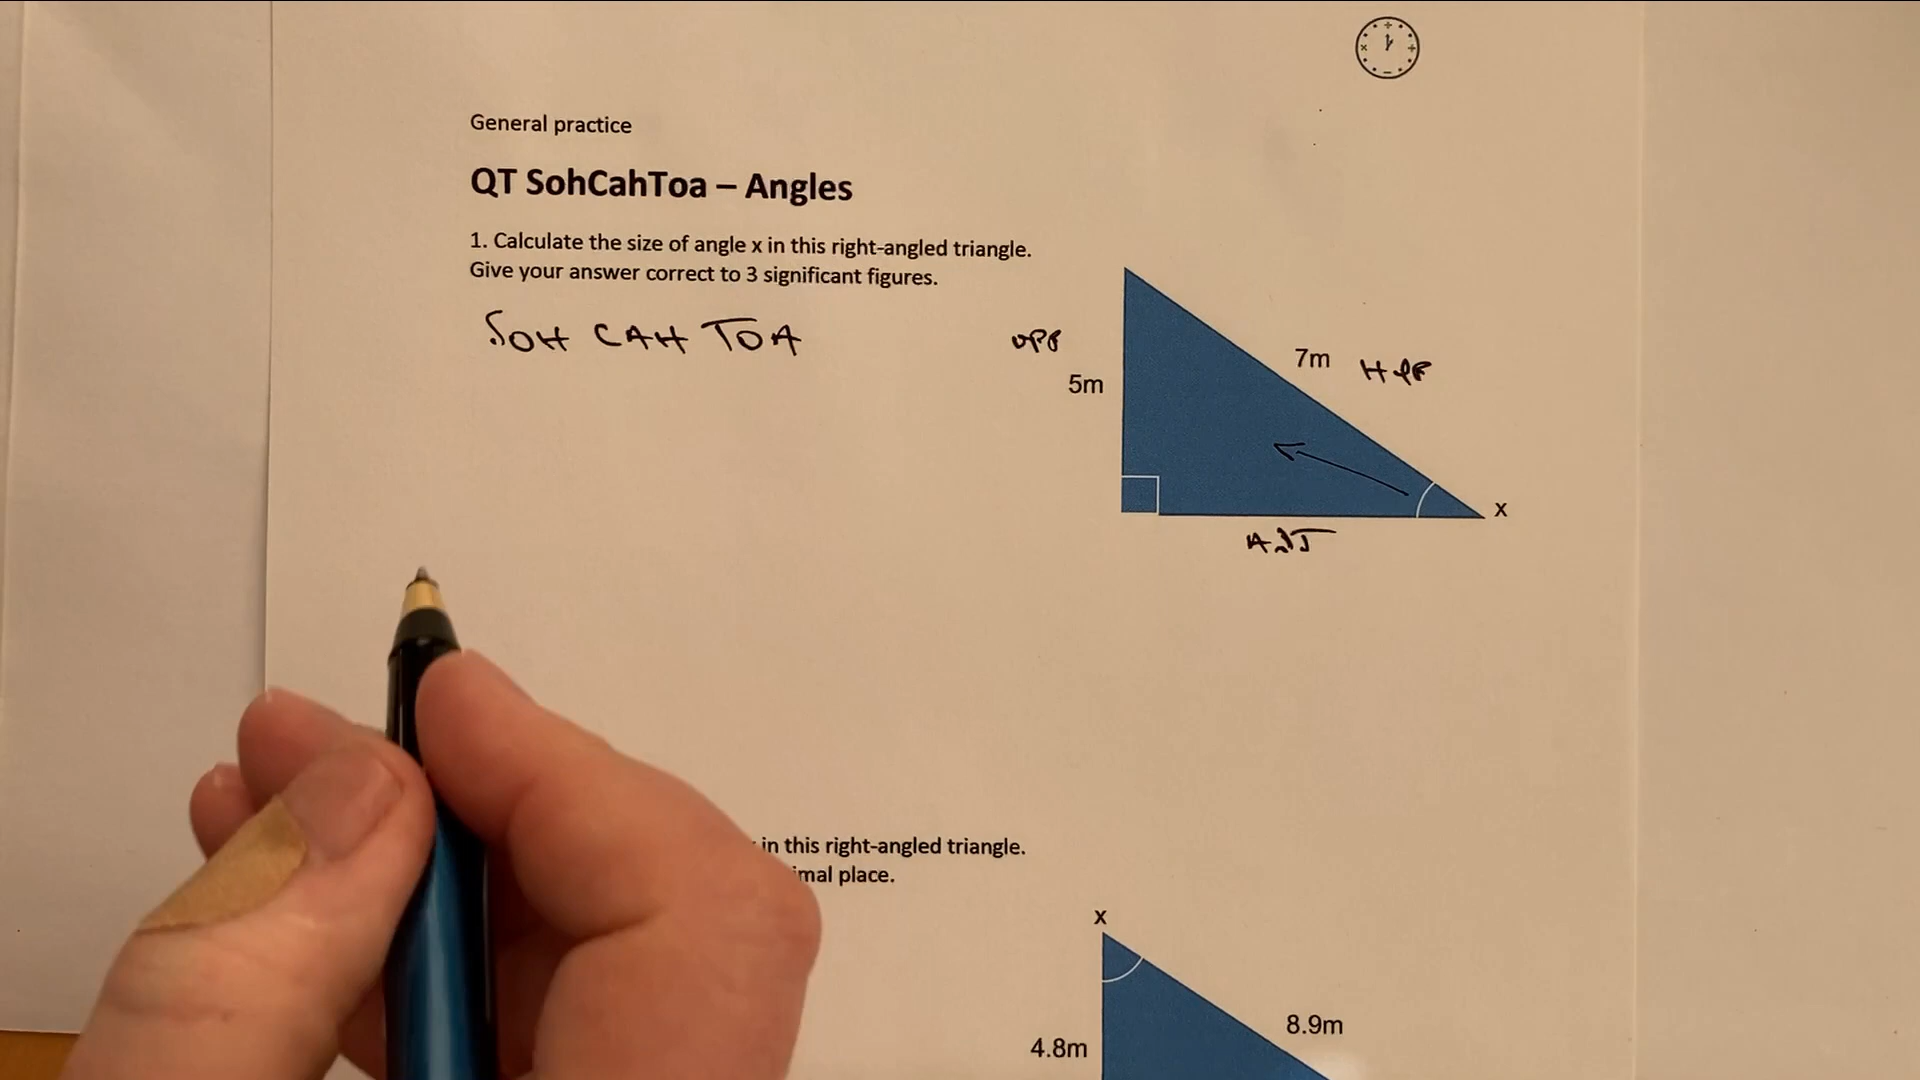 General practice
QT SohCahToa – Angles
1. Calculate the size of angle x in this right-angled triangle.
Give your answer correct to 3 significant figures.
SOH CAH TOA
OPP
5m
7m
HYP
x
ADJ
in this right-angled triangle.
place.
x
4.8m
8.9m